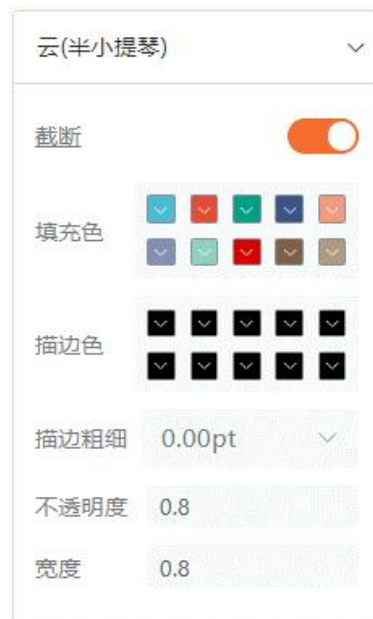 云(半小提琴)
截断
填充色
描边色
描边粗细 0.00pt
不透明度 0.8
宽度 0.8